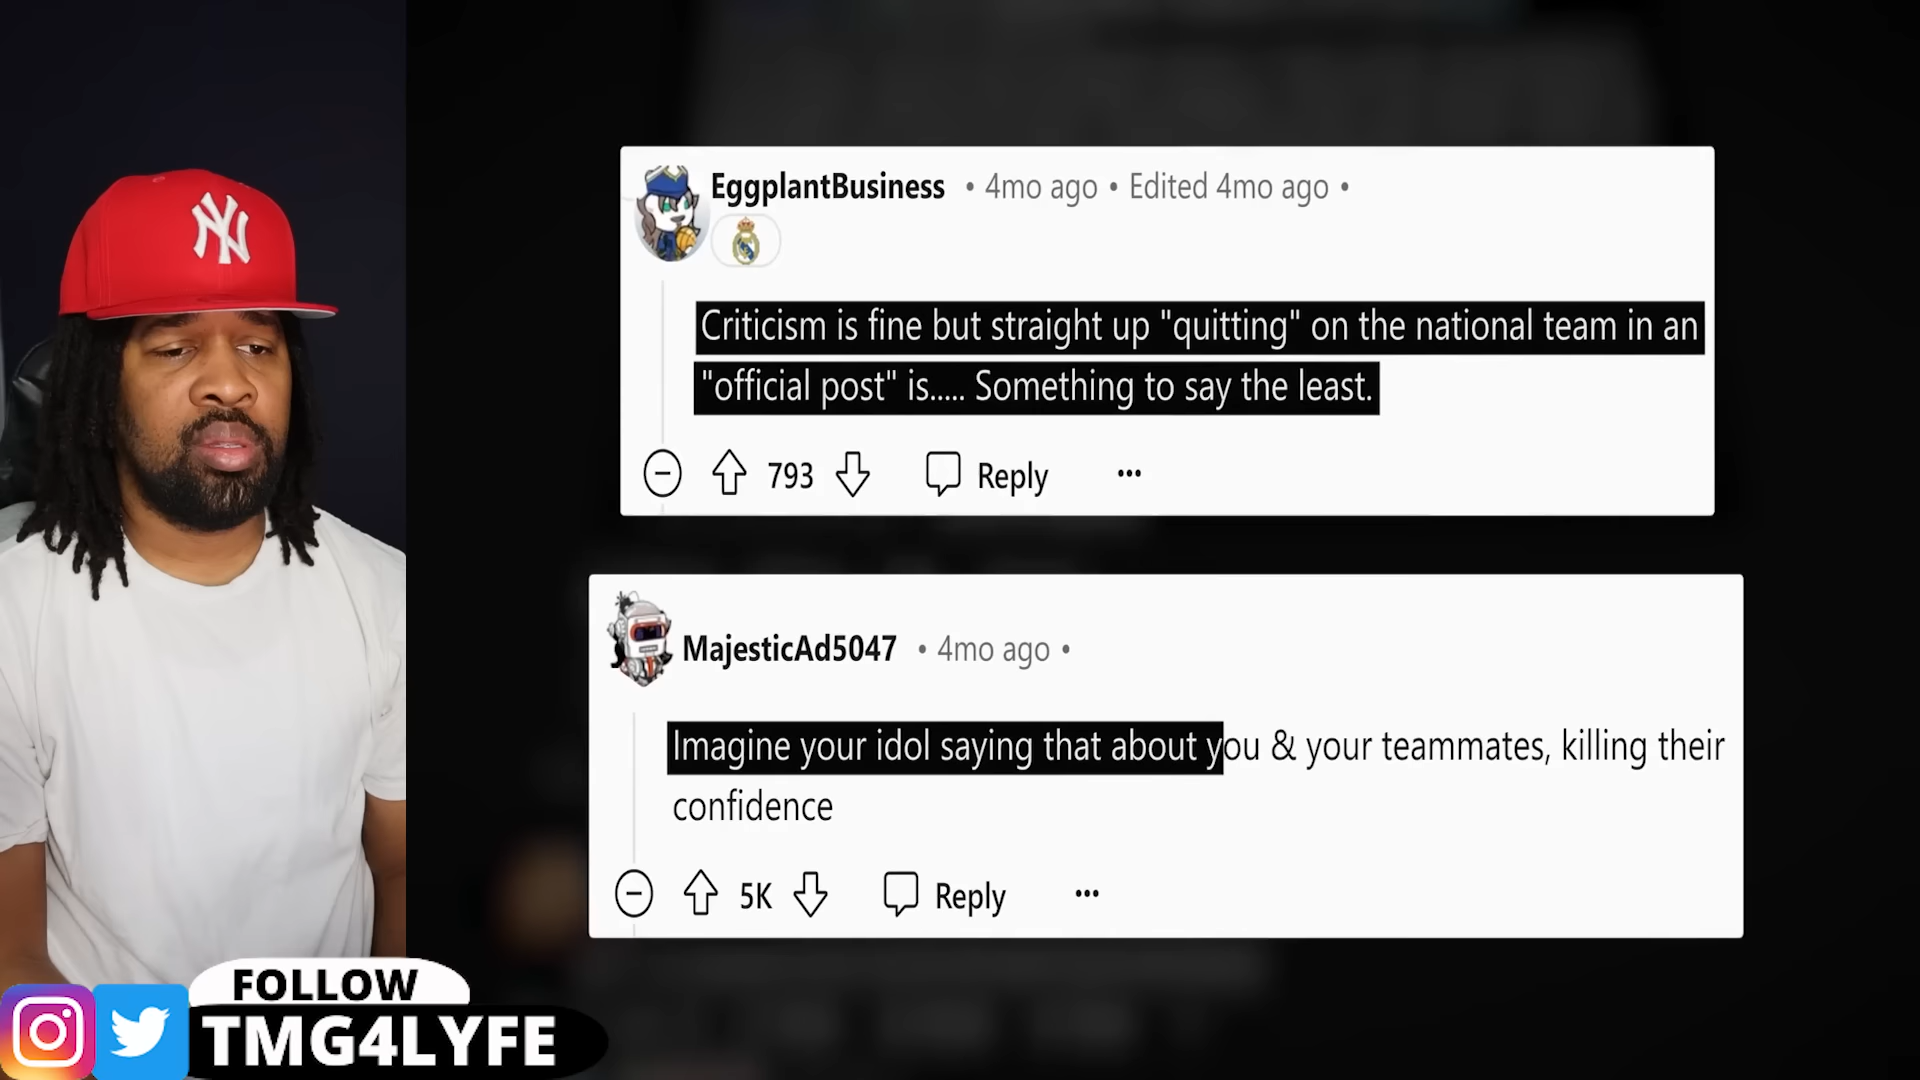 EggplantBusiness • 4mo ago • Edited 4mo ago •
Criticism is fine but straight up "quitting" on the national team in an
"official post" is..... Something to say the least.
793 Reply ...
MajesticAd5047 • 4mo ago •
Imagine your idol saying that about you & your teammates, killing their
confidence
5K Reply ...
NY
FOLLOW
TMG4LYFE